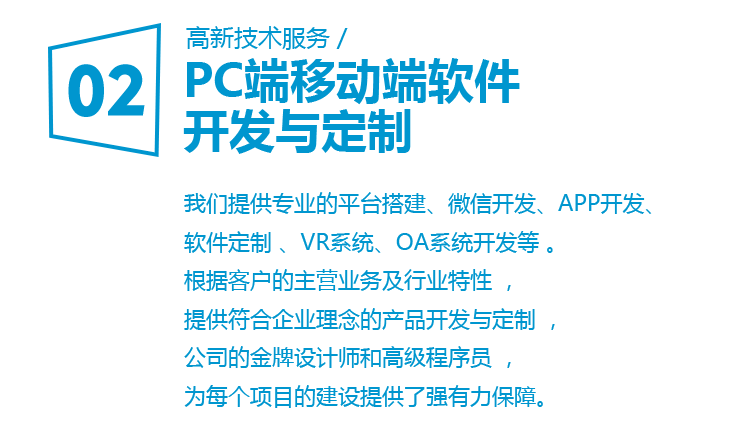 02
高新技术服务 /
PC端移动端软件
开发与定制
我们提供专业的平台搭建、微信开发、APP开发、
软件定制 、VR系统、OA系统开发等 。
根据客户的主营业务及行业特性 ，
提供符合企业理念的产品开发与定制 ，
公司的金牌设计师和高级程序员 ，
为每个项目的建设提供了强有力保障。